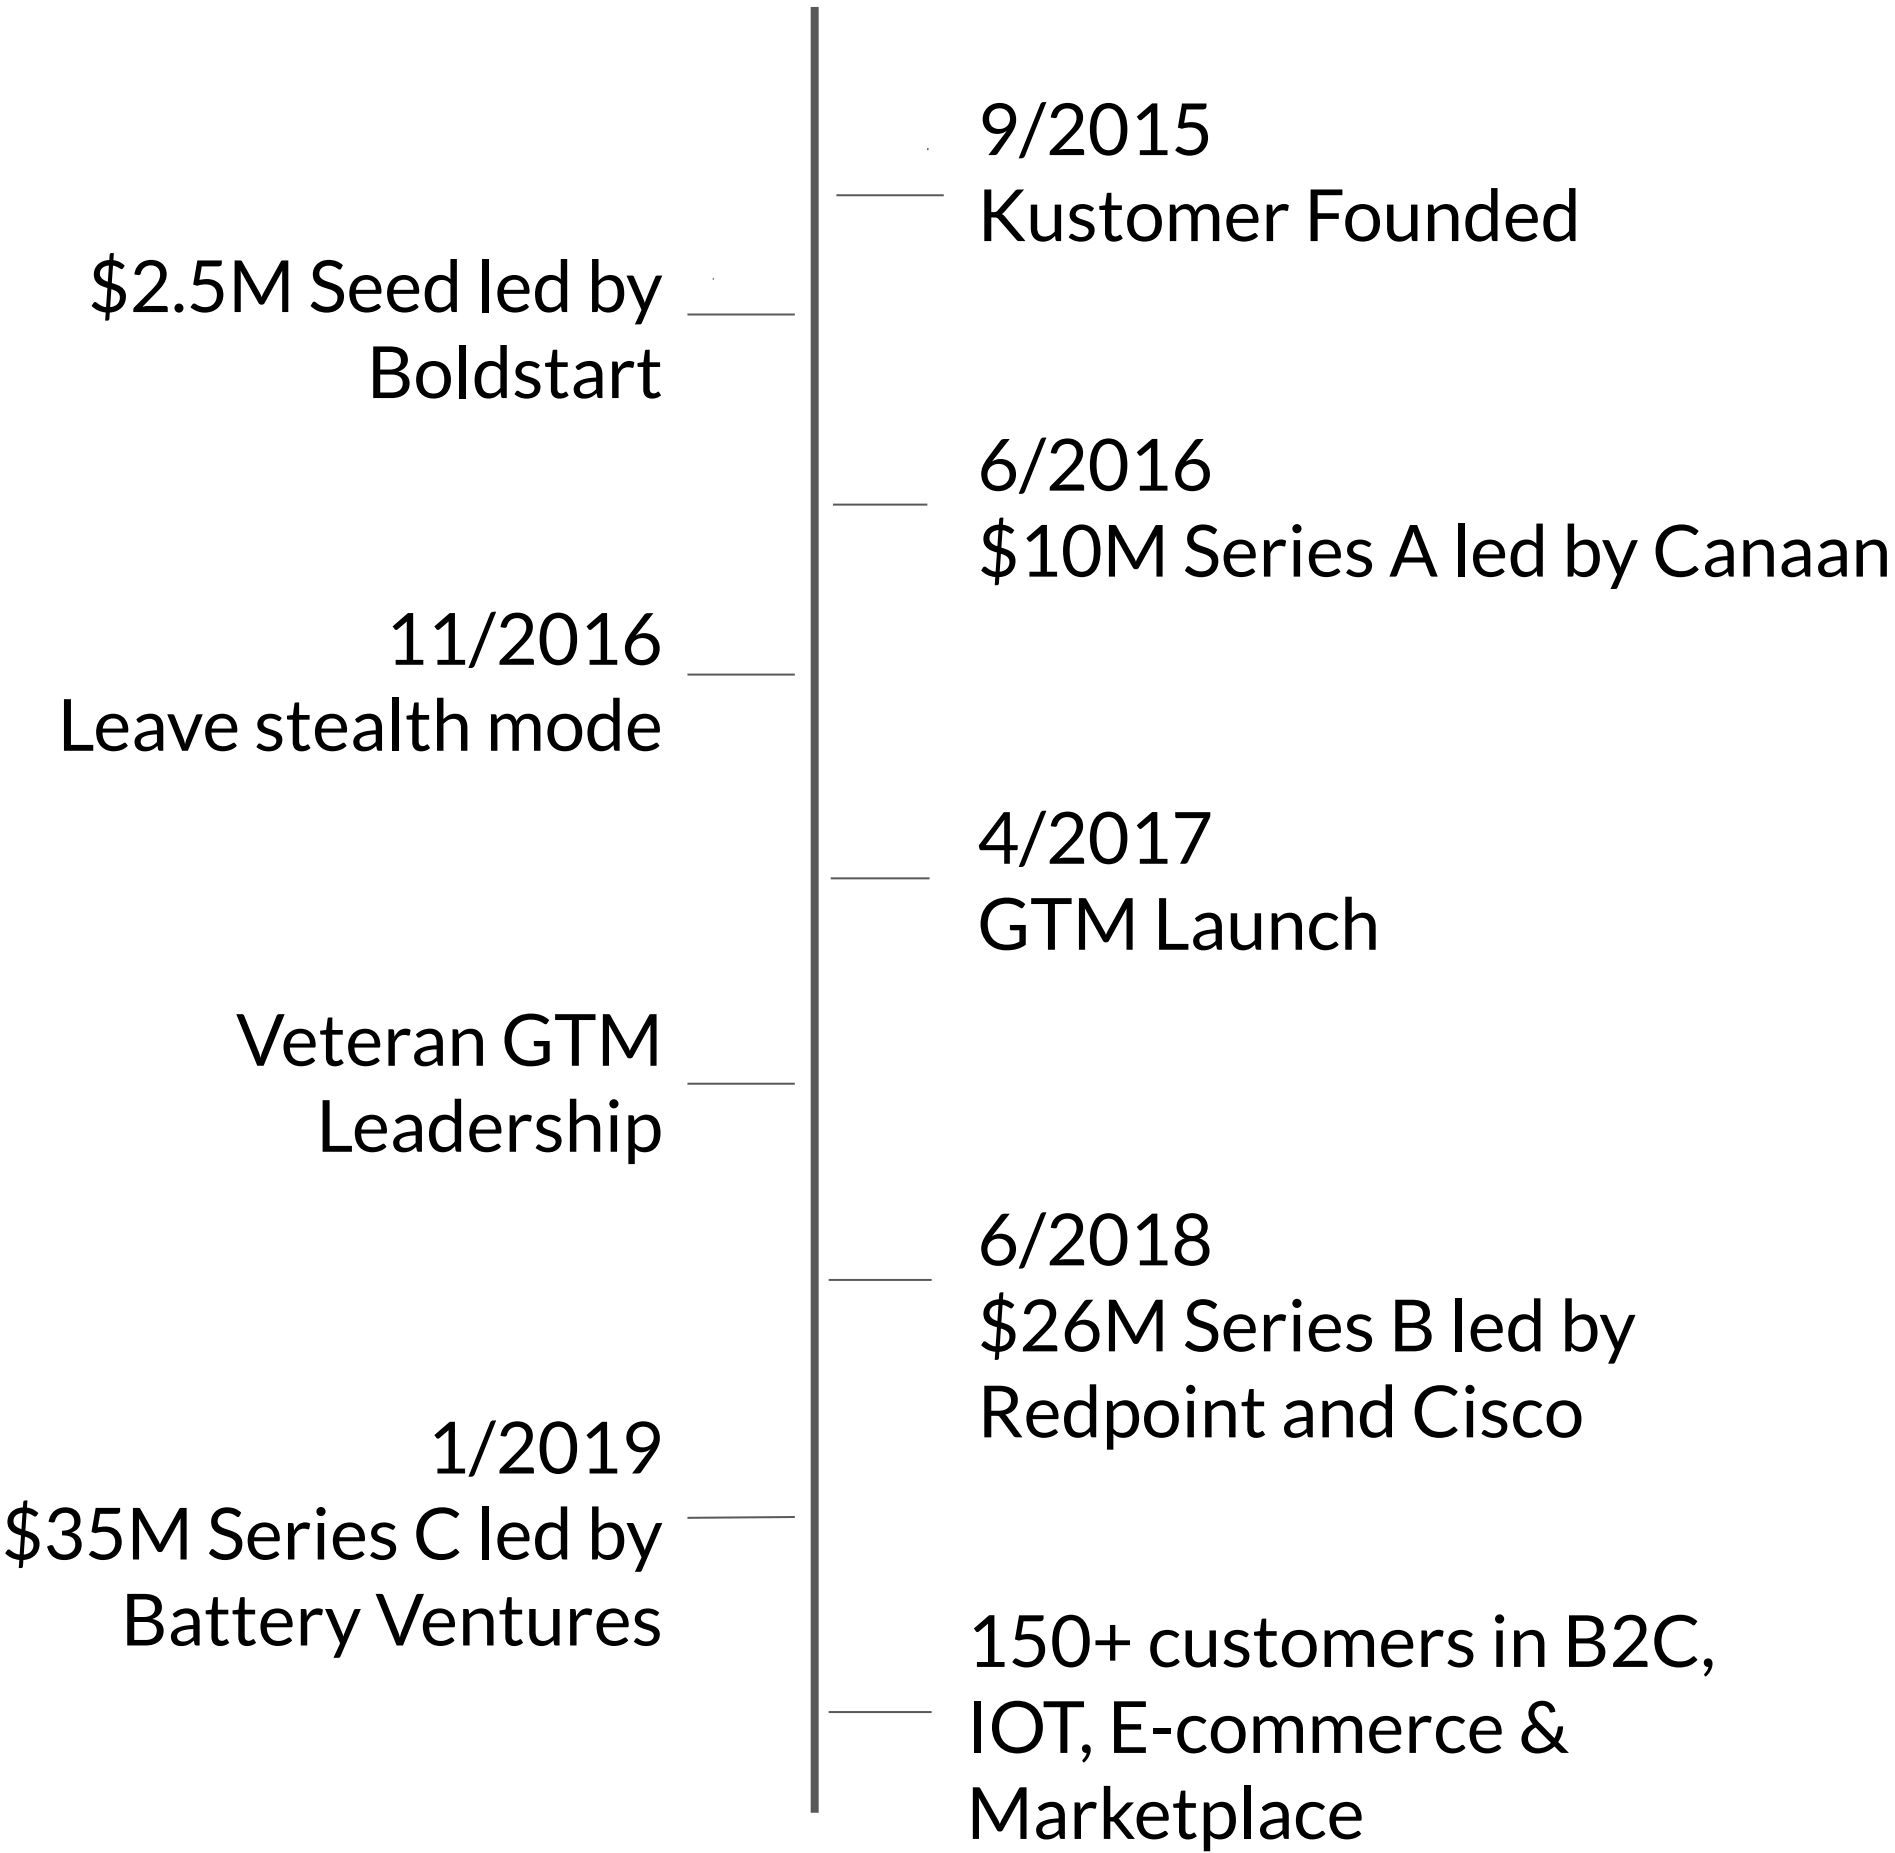 9/2015
Kustomer Founded
$2.5M Seed led by
Boldstart
6/2016
$10M Series A led by Canaan
11/2016
Leave stealth mode
4/2017
GTM Launch
Veteran GTM
Leadership
6/2018
$26M Series B led by
Redpoint and Cisco
1/2019
$35M Series C led by
Battery Ventures
150+ customers in B2C,
IOT, E-commerce &
Marketplace